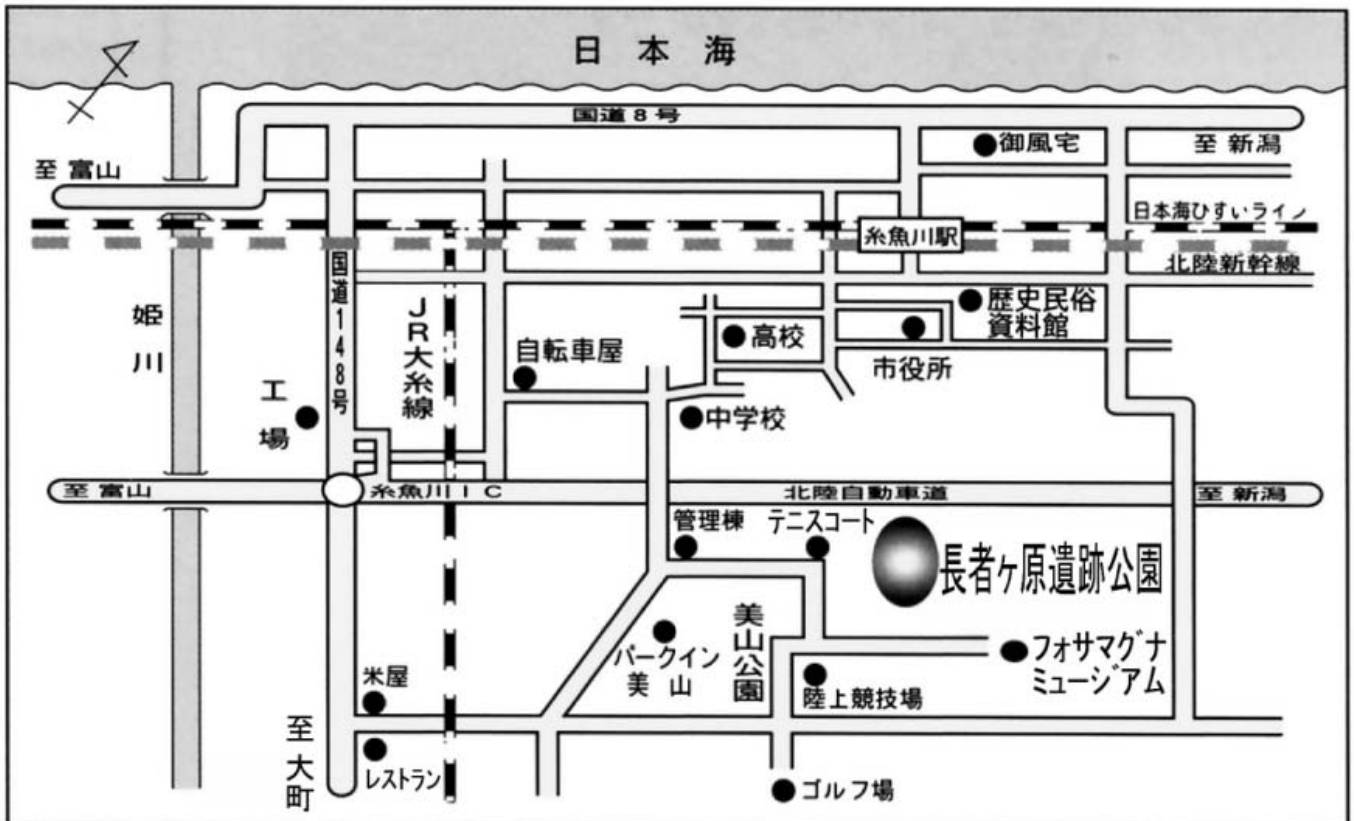 日本海
国道8号
御風宅
至 新潟
至 富山
日本海ひすいライン
糸魚川駅
北陸新幹線
姫川
国道148号
JR大糸線
自転車屋
高校
歴史民俗
資料館
市役所
工場
中学校
至 富山
糸魚川IC
北陸自動車道
至 新潟
管理棟
テニスコート
長者ヶ原遺跡公園
美山公園
パークイン
美山
フォサマグナ
ミュージアム
米屋
陸上競技場
至大町
レストラン
ゴルフ場